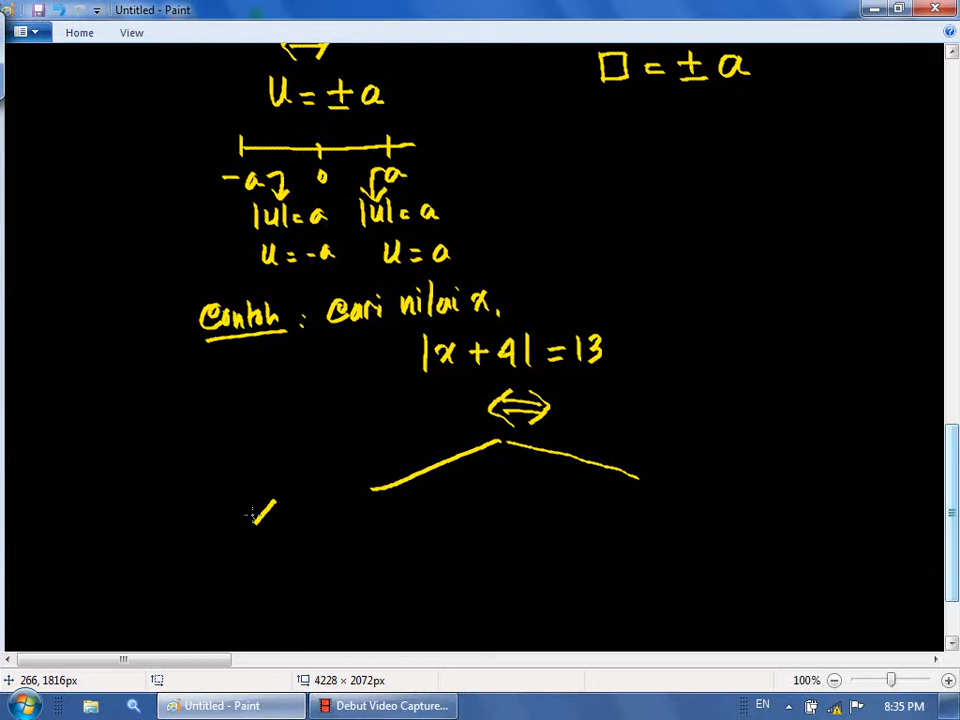 Untitled - Paint
Home View
□ = ± a
U = ± a
-a 0 a
|u| = a |u| = a
u = -a u = a
Contoh : Cari nilai x,
|x + 4| = 13
266, 1816px 4228 × 2072px 100%
Untitled - Paint Debut Video Capture... EN 8:35 PM